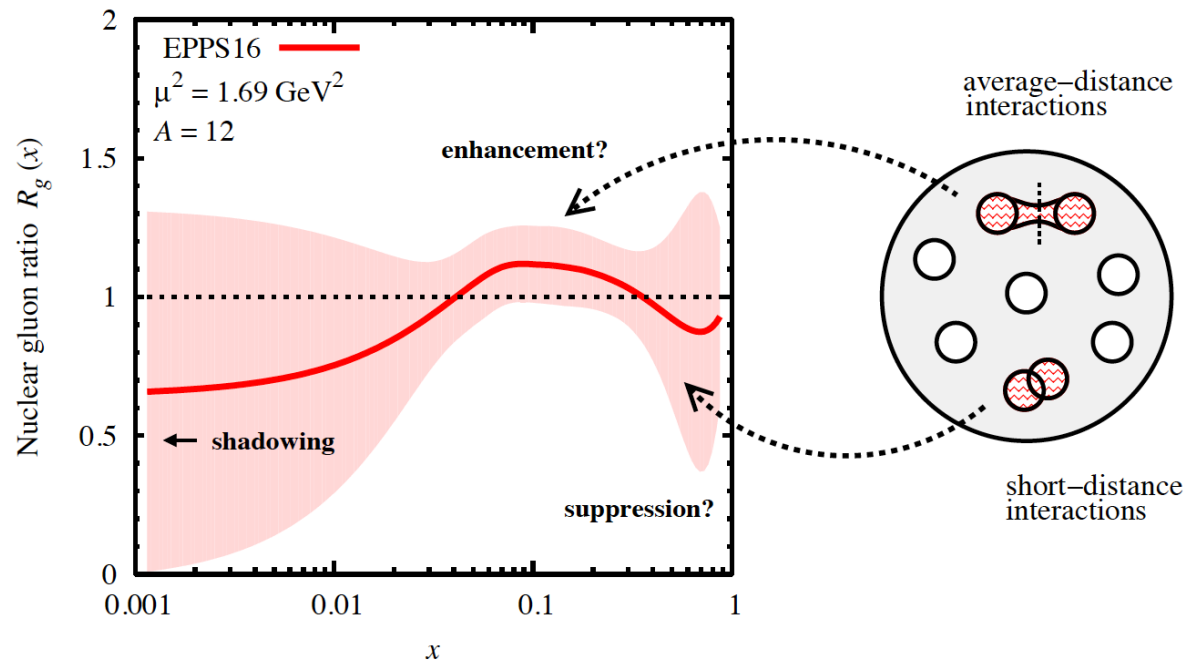 2
EPPS16
μ² = 1.69 GeV²
A = 12
average−distance
interactions
1.5
enhancement?
Nuclear gluon ratio R_g (x)
1
shadowing
0.5
short−distance
interactions
suppression?
0
0.001
0.01
0.1
1
x